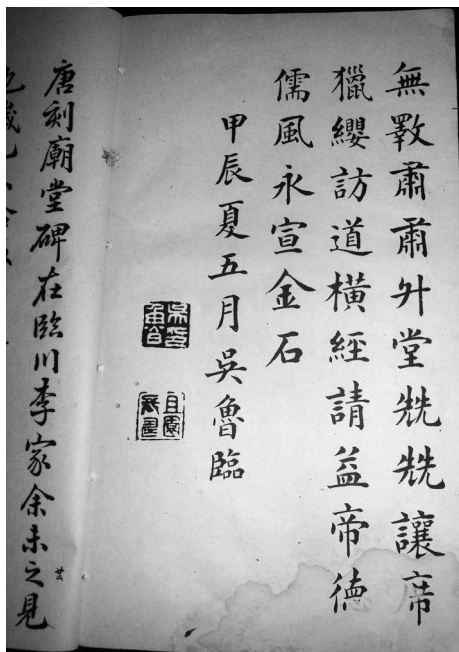 無斁肅肅升堂兟兟讓席
獵纓訪道橫經請益帝德
儒風永宣金石
甲辰夏五月吳魯臨
唐刻廟堂碑在臨川李家余未之見